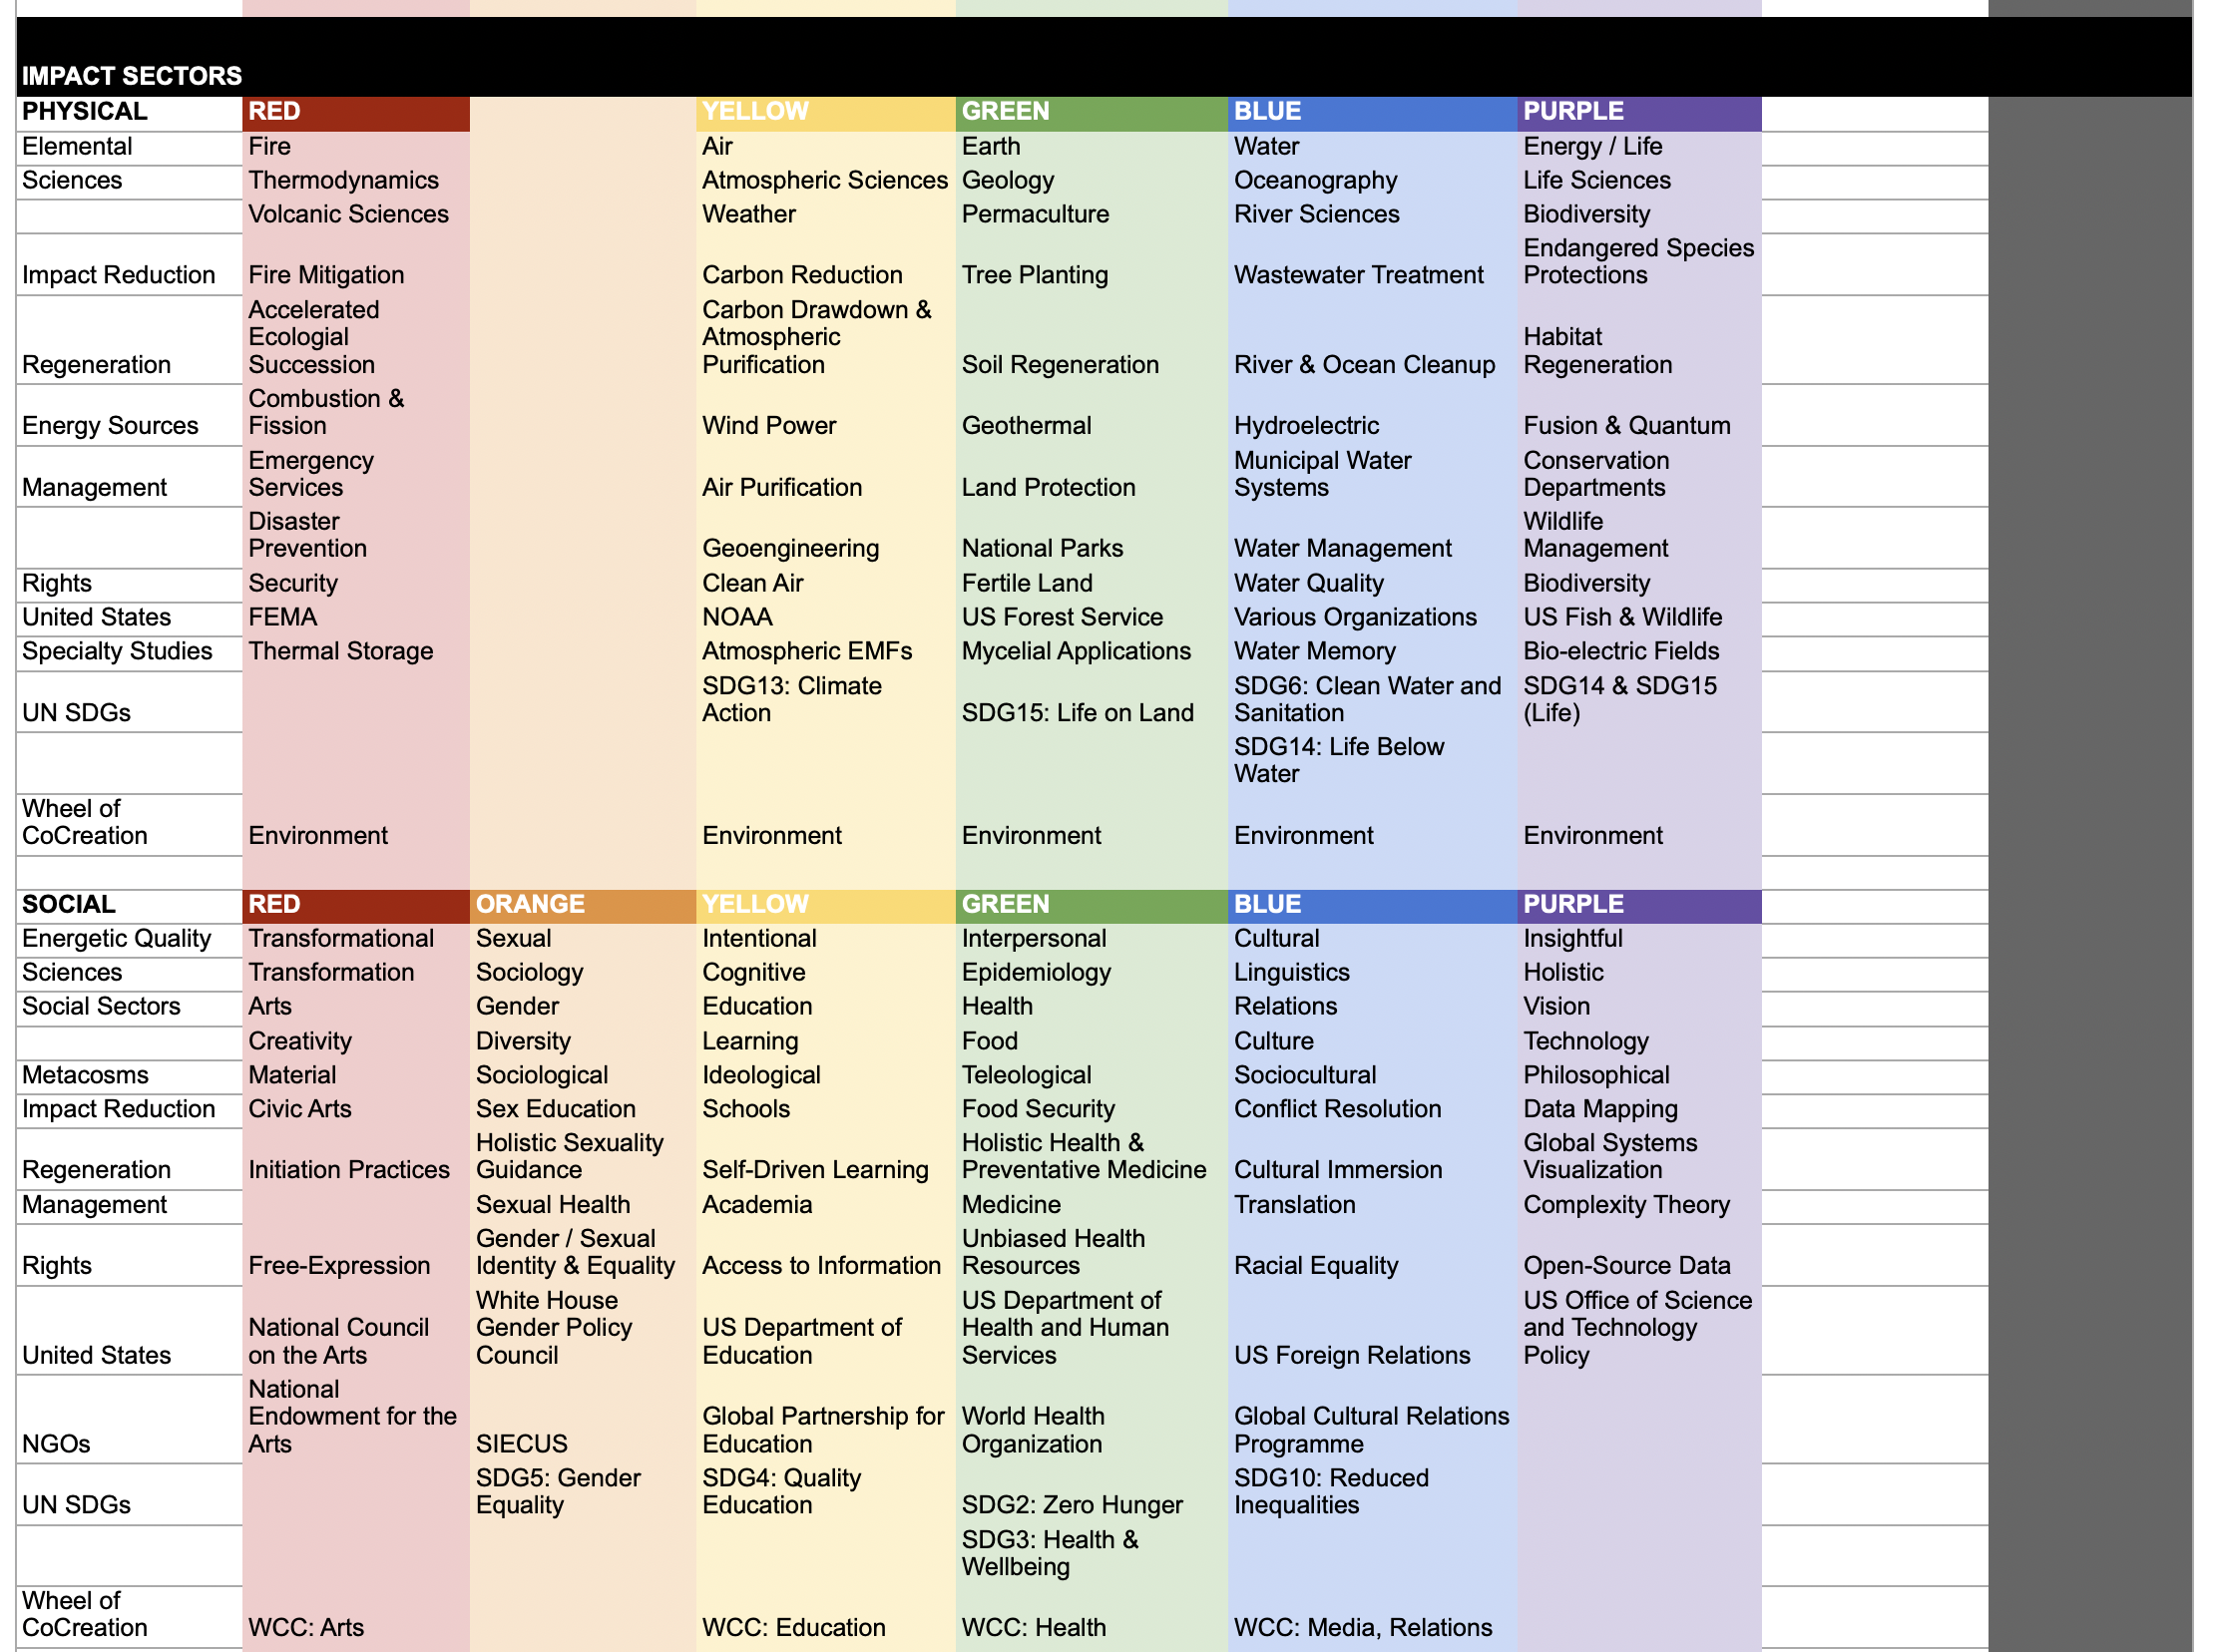 IMPACT SECTORS
PHYSICAL RED YELLOW GREEN BLUE PURPLE
Elemental Fire Air Earth Water Energy / Life
Sciences Thermodynamics Atmospheric Sciences Geology Oceanography Life Sciences
Volcanic Sciences Weather Permaculture River Sciences Biodiversity
Endangered Species
Impact Reduction Fire Mitigation Carbon Reduction Tree Planting Wastewater Treatment Protections
Accelerated Carbon Drawdown &
Ecologial Atmospheric Habitat
Regeneration Succession Purification Soil Regeneration River & Ocean Cleanup Regeneration
Combustion &
Energy Sources Fission Wind Power Geothermal Hydroelectric Fusion & Quantum
Emergency Municipal Water Conservation
Management Services Air Purification Land Protection Systems Departments
Disaster Wildlife
Prevention Geoengineering National Parks Water Management Management
Rights Security Clean Air Fertile Land Water Quality Biodiversity
United States FEMA NOAA US Forest Service Various Organizations US Fish & Wildlife
Specialty Studies Thermal Storage Atmospheric EMFs Mycelial Applications Water Memory Bio-electric Fields
SDG13: Climate SDG6: Clean Water and SDG14 & SDG15
UN SDGs Action SDG15: Life on Land Sanitation (Life)
SDG14: Life Below
Water
Wheel of
CoCreation Environment Environment Environment Environment Environment
SOCIAL RED ORANGE YELLOW GREEN BLUE PURPLE
Energetic Quality Transformational Sexual Intentional Interpersonal Cultural Insightful
Sciences Transformation Sociology Cognitive Epidemiology Linguistics Holistic
Social Sectors Arts Gender Education Health Relations Vision
Creativity Diversity Learning Food Culture Technology
Metacosms Material Sociological Ideological Teleological Sociocultural Philosophical
Impact Reduction Civic Arts Sex Education Schools Food Security Conflict Resolution Data Mapping
Holistic Sexuality Holistic Health & Global Systems
Regeneration Initiation Practices Guidance Self-Driven Learning Preventative Medicine Cultural Immersion Visualization
Management Sexual Health Academia Medicine Translation Complexity Theory
Gender / Sexual Unbiased Health
Rights Free-Expression Identity & Equality Access to Information Resources Racial Equality Open-Source Data
White House US Department of US Office of Science
National Council Gender Policy US Department of Health and Human and Technology
United States on the Arts Council Education Services US Foreign Relations Policy
National
Endowment for the Global Partnership for World Health Global Cultural Relations
NGOs Arts SIECUS Education Organization Programme
SDG5: Gender SDG4: Quality SDG10: Reduced
UN SDGs Equality Education SDG2: Zero Hunger Inequalities
SDG3: Health &
Wellbeing
Wheel of
CoCreation WCC: Arts WCC: Education WCC: Health WCC: Media, Relations